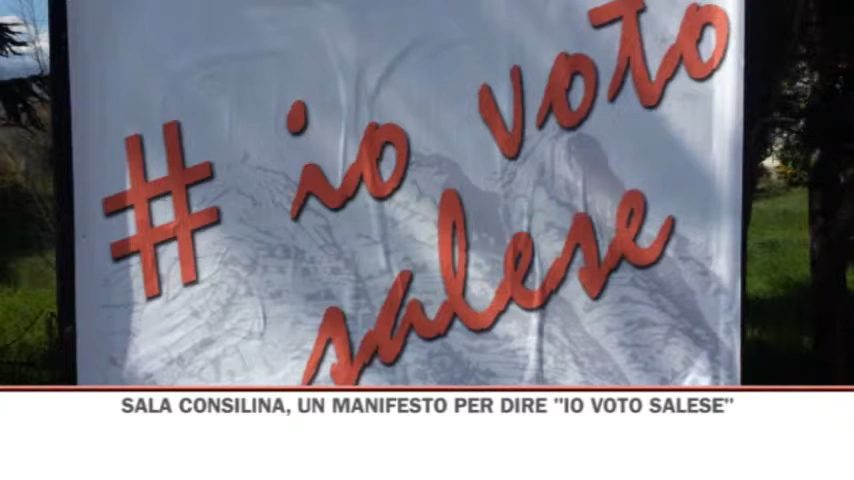 # io voto
salese
SALA CONSILINA, UN MANIFESTO PER DIRE "IO VOTO SALESE"